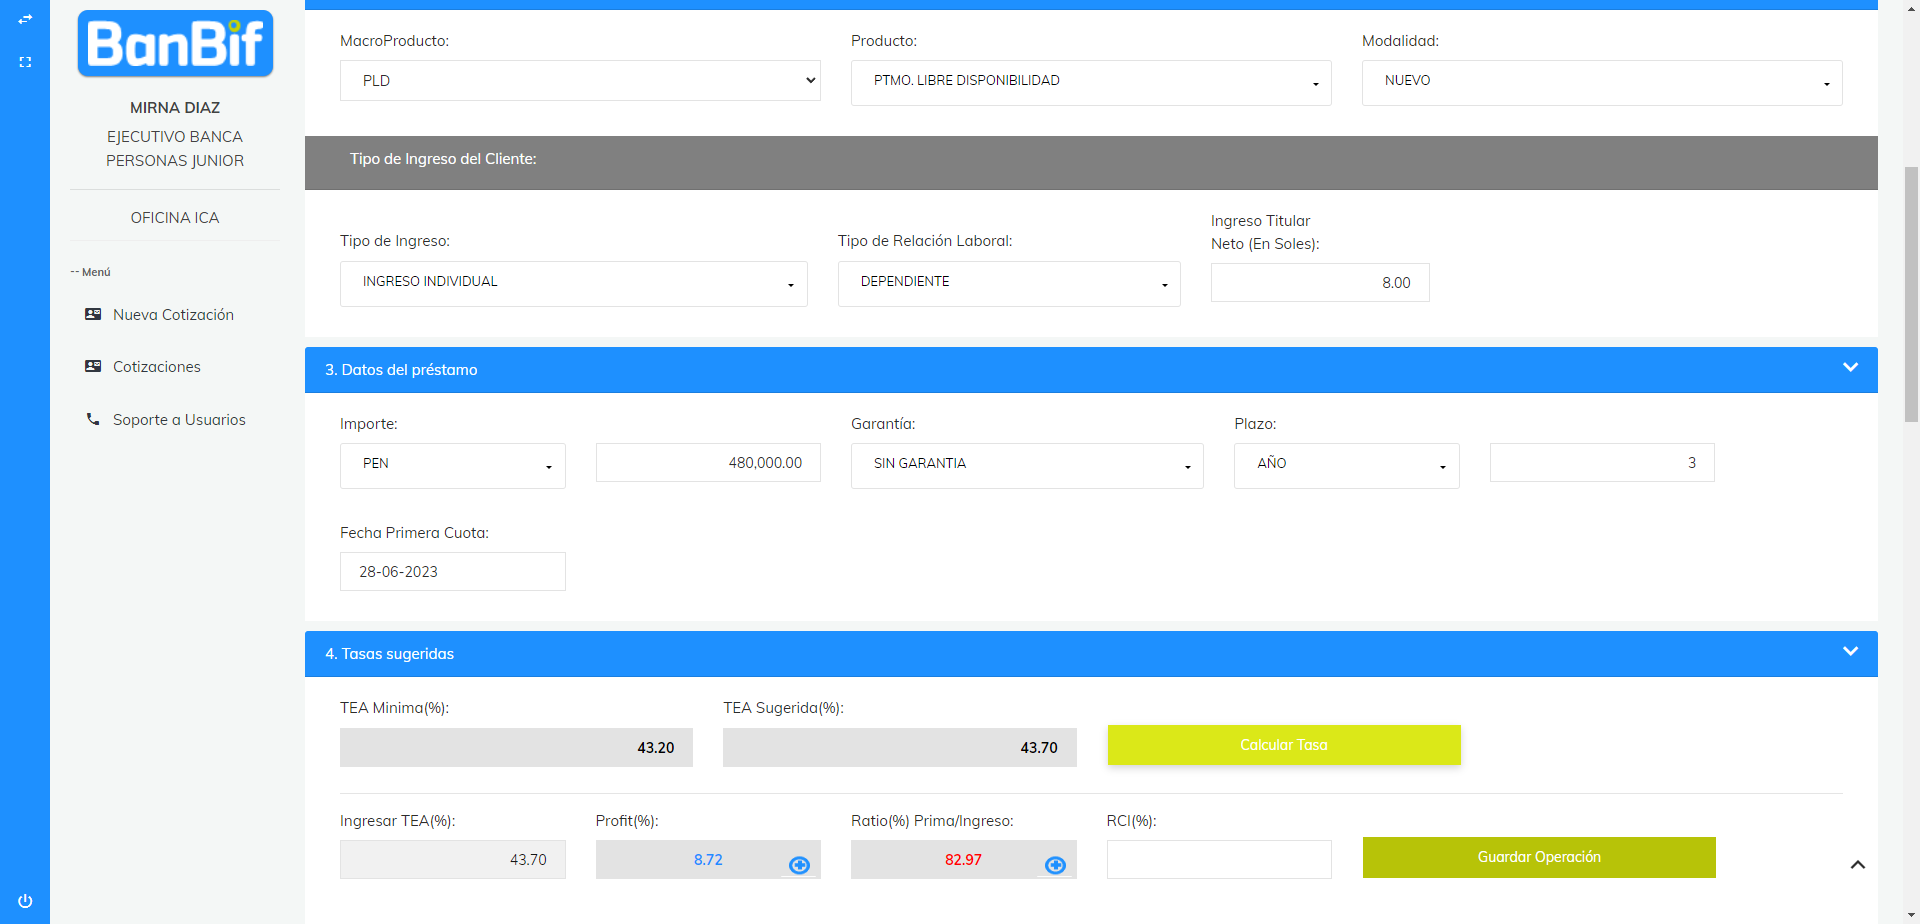 BanBif
MIRNA DIAZ
EJECUTIVO BANCA
PERSONAS JUNIOR
OFICINA ICA
-- Menú
Nueva Cotización
Cotizaciones
Soporte a Usuarios
MacroProducto:
Producto:
Modalidad:
PLD
PTMO. LIBRE DISPONIBILIDAD
NUEVO
Tipo de Ingreso del Cliente:
Tipo de Ingreso:
Tipo de Relación Laboral:
Ingreso Titular
Neto (En Soles):
INGRESO INDIVIDUAL
DEPENDIENTE
8.00
3. Datos del préstamo
Importe:
Garantía:
Plazo:
PEN
480,000.00
SIN GARANTIA
AÑO
3
Fecha Primera Cuota:
28-06-2023
4. Tasas sugeridas
TEA Minima(%):
TEA Sugerida(%):
43.20
43.70
Calcular Tasa
Ingresar TEA(%):
Profit(%):
Ratio(%) Prima/Ingreso:
RCI(%):
43.70
8.72
82.97
Guardar Operación